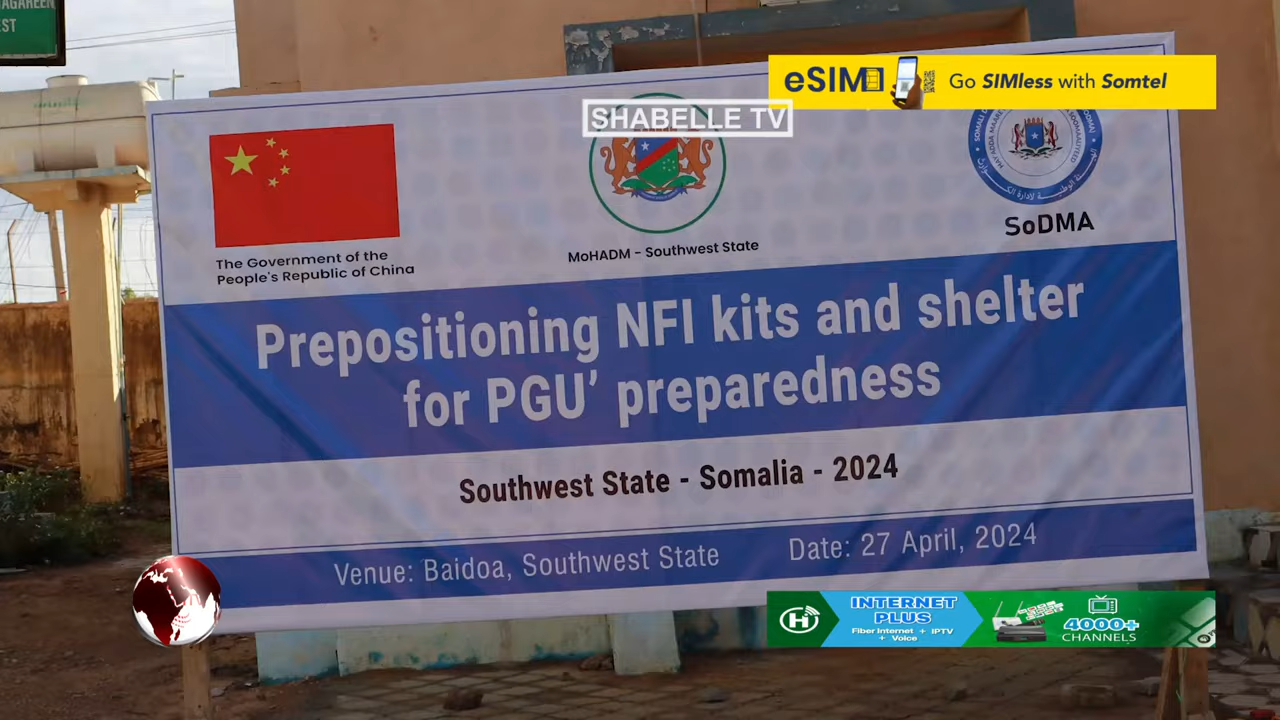 EST
eSIM
Go SIMless with Somtel
SHABELLE TV
The Government of the
People's Republic of China
MoHADM - Southwest State
SoDMA
Prepositioning NFI kits and shelter
for PGU’ preparedness
Southwest State - Somalia - 2024
Venue: Baidoa, Southwest State
Date: 27 April, 2024
INTERNET
PLUS
Fiber Internet + IPTV
+ Voice
4000+
CHANNELS